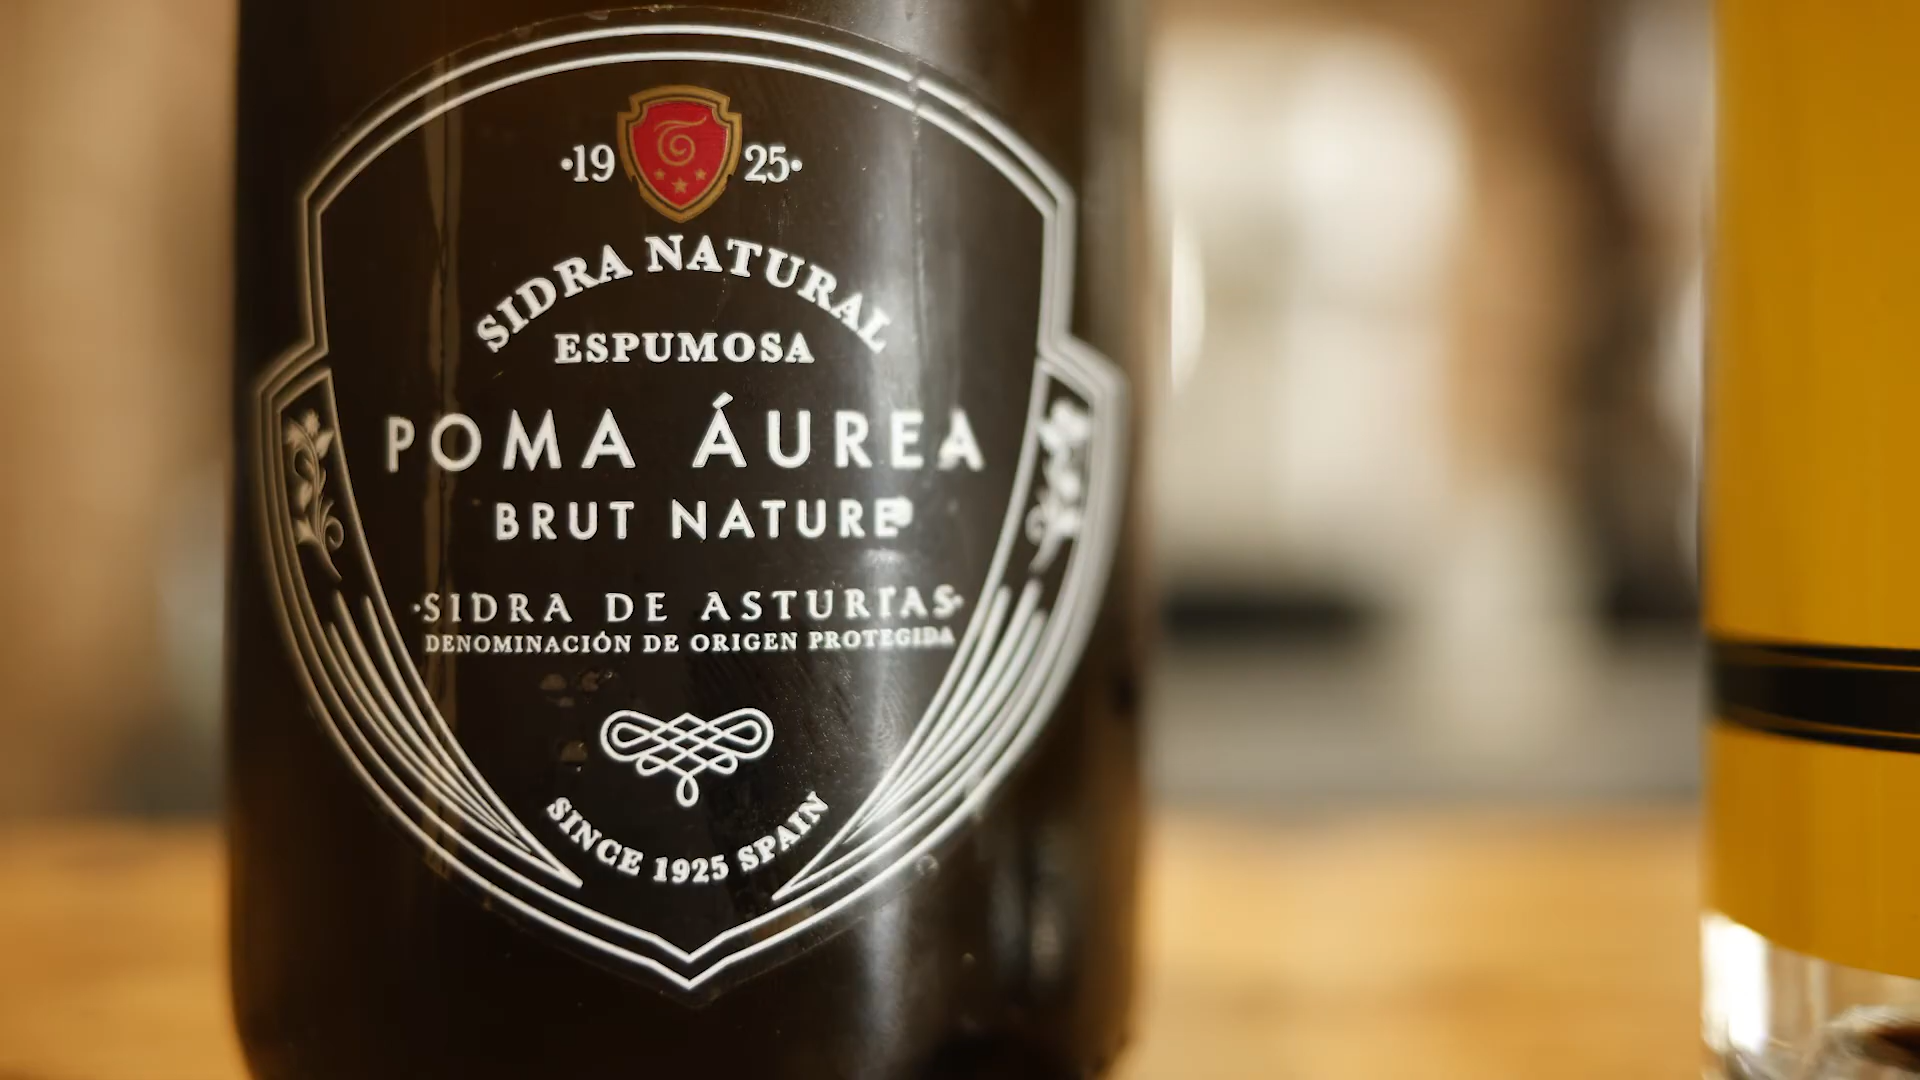 ·19 25·
SIDRA NATURAL
ESPUMOSA
POMA ÁUREA
BRUT NATURE
·SIDRA DE ASTURIAS·
DENOMINACIÓN DE ORIGEN PROTEGIDA
SINCE 1925 SPAIN